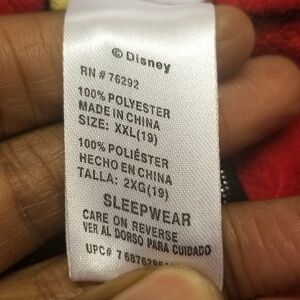 © Disney
RN # 76292
100% POLYESTER
MADE IN CHINA
SIZE: XXL(19)
100% POLIÉSTER
HECHO EN CHINA
TALLA: 2XG(19)
SLEEPWEAR
CARE ON REVERSE
VER AL DORSO PARA CUIDADO
UPC#